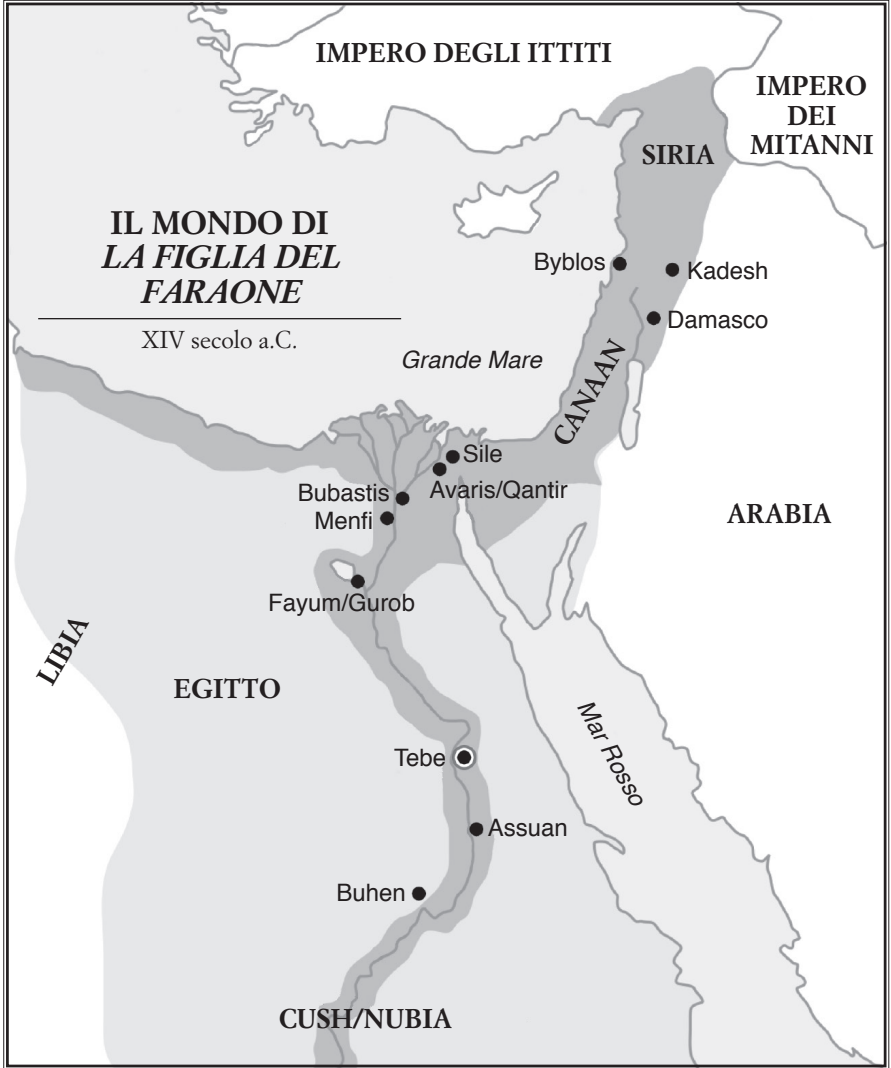 IMPERO DEGLI ITTITI
IMPERO
DEI
MITANNI
SIRIA
IL MONDO DI
LA FIGLIA DEL
FARAONE
XIV secolo a.C.
Byblos
Kadesh
Damasco
Grande Mare
CANAAN
Sile
Avaris/Qantir
Bubastis
Menfi
ARABIA
Fayum/Gurob
LIBIA
EGITTO
Mar Rosso
Tebe
Assuan
Buhen
CUSH/NUBIA